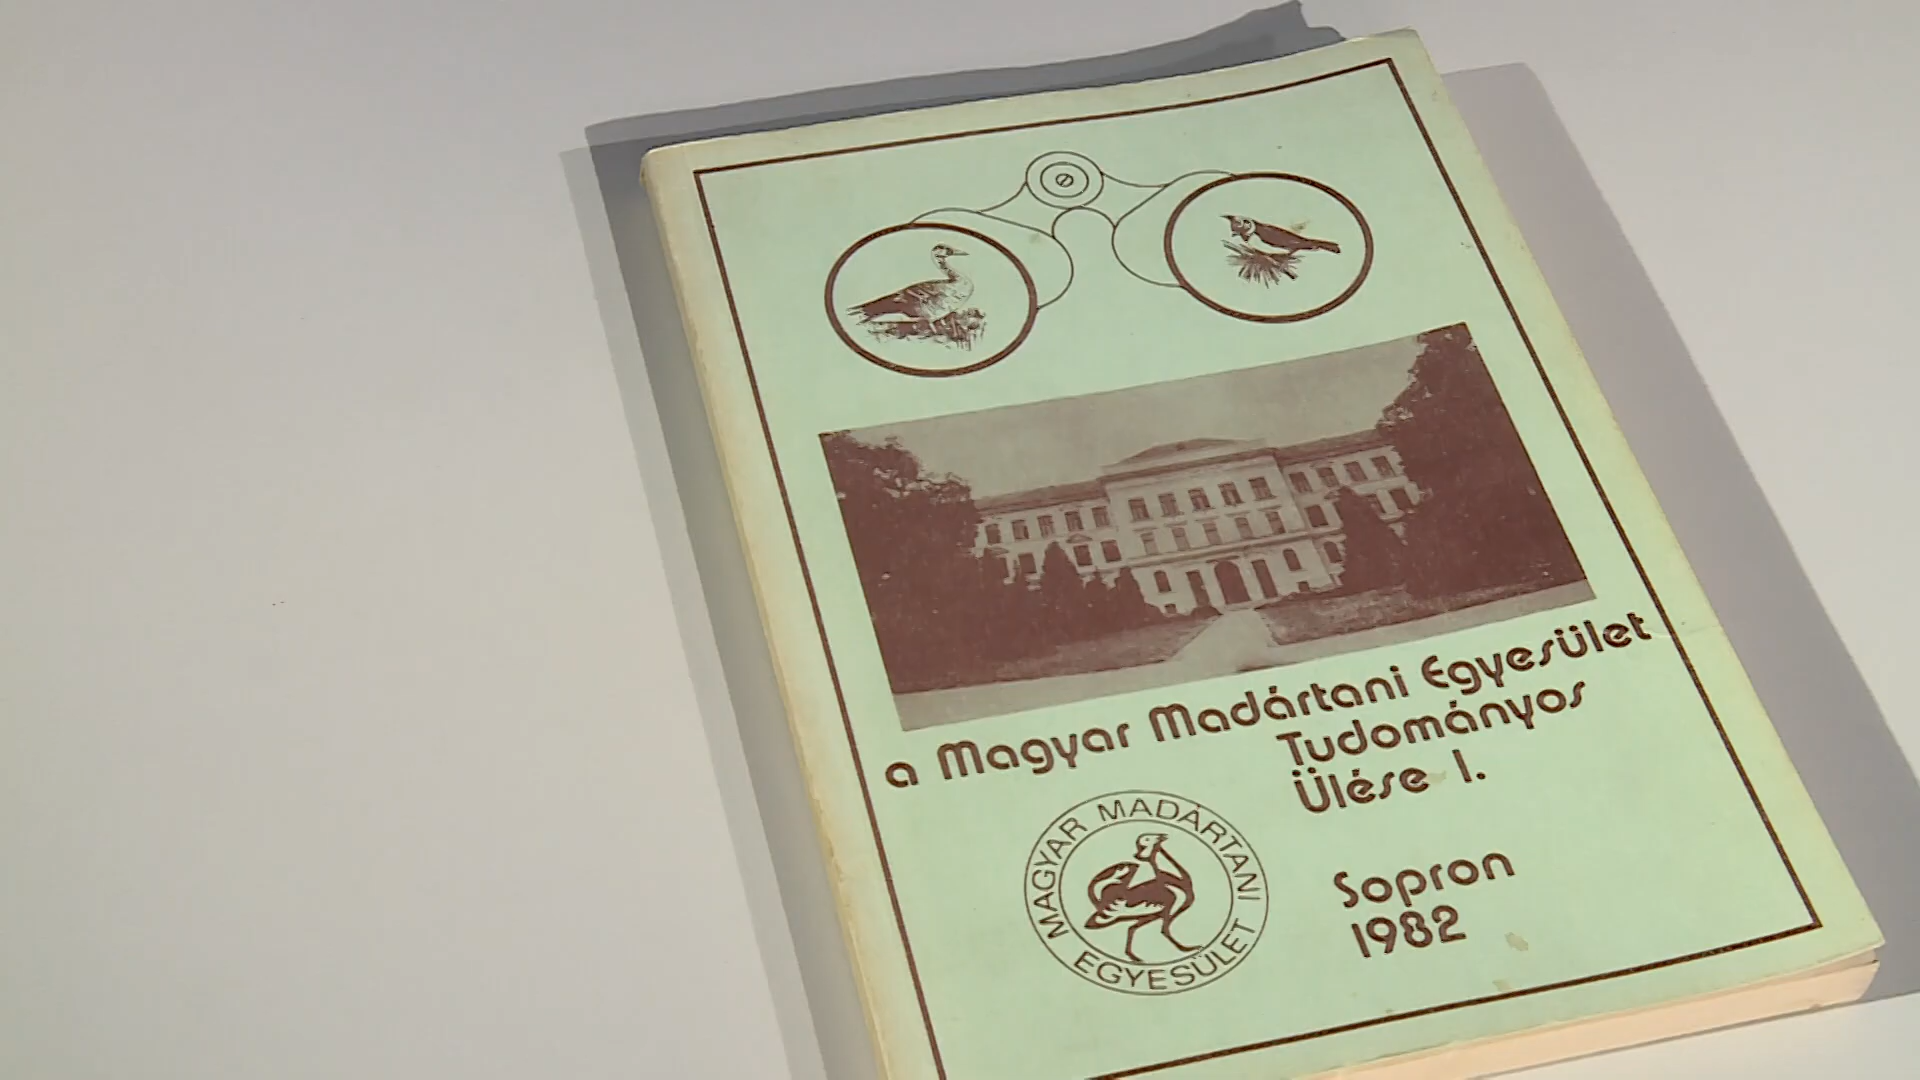 a Magyar Madártani Egyesület
Tudományos
Ülése I.
MAGYAR MADÁRTANI
EGYESÜLET
Sopron
1982